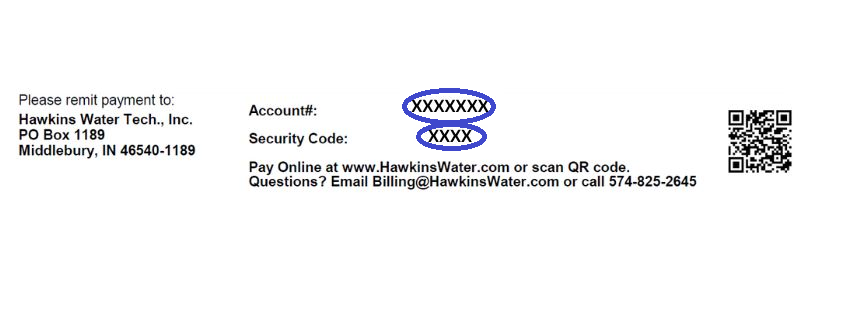 Please remit payment to:
Hawkins Water Tech., Inc.
PO Box 1189
Middlebury, IN 46540-1189
Account#: XXXXXXX
Security Code: XXXX
Pay Online at www.HawkinsWater.com or scan QR code.
Questions? Email Billing@HawkinsWater.com or call 574-825-2645